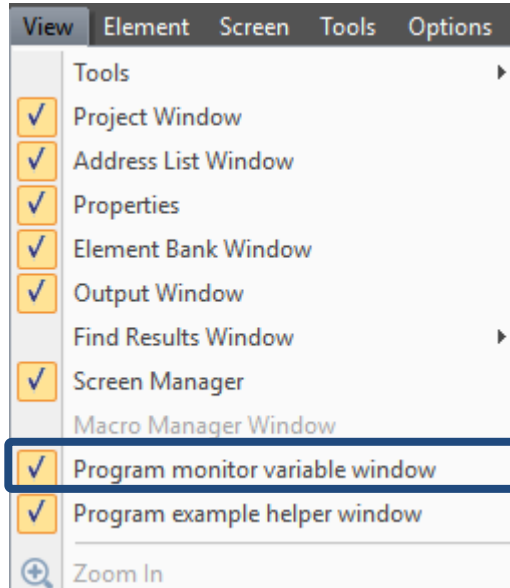 View Element Screen Tools Options
Tools
Project Window
Address List Window
Properties
Element Bank Window
Output Window
Find Results Window
Screen Manager
Macro Manager Window
Program monitor variable window
Program example helper window
Zoom In